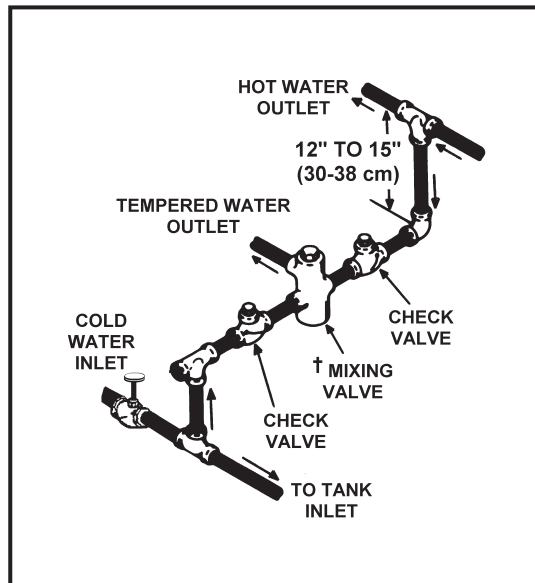 HOT WATER
OUTLET
12" TO 15"
(30-38 cm)
TEMPERED WATER
OUTLET
CHECK
VALVE
COLD
WATER
INLET
† MIXING
VALVE
CHECK
VALVE
TO TANK
INLET